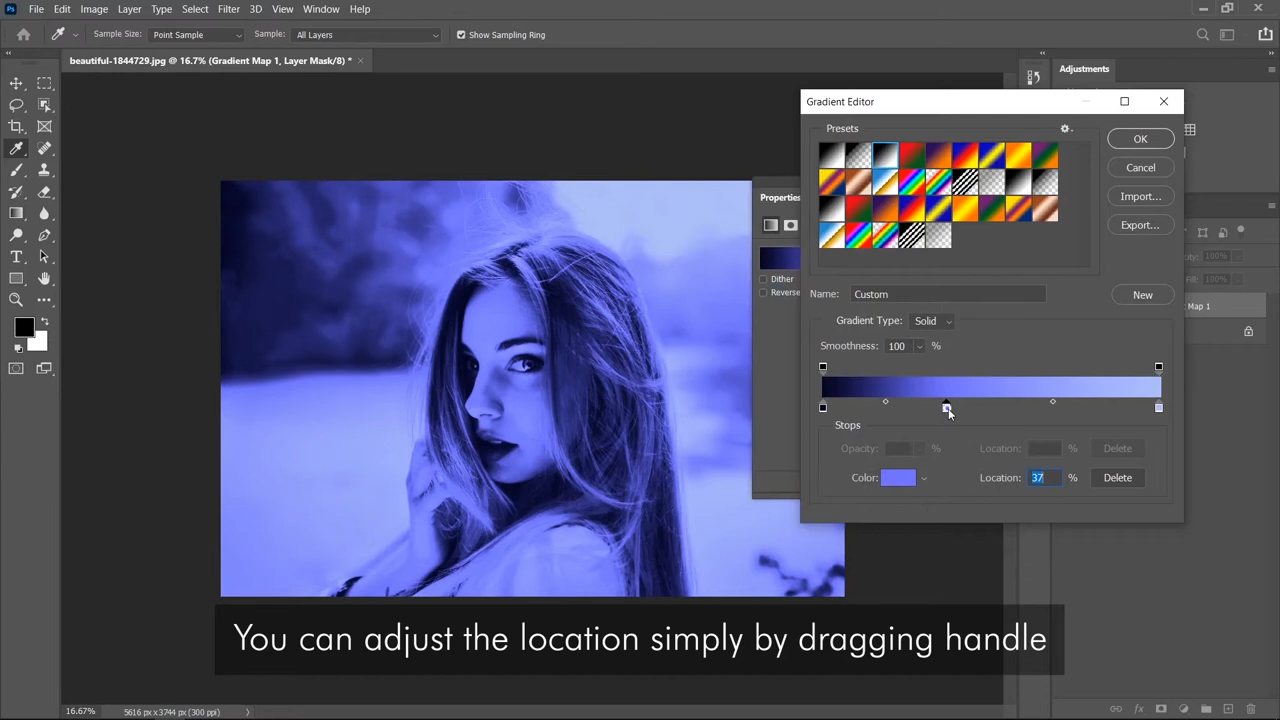 Ps File Edit Image Layer Type Select Filter 3D View Window Help
Sample Size: Point Sample Sample: All Layers Show Sampling Ring
beautiful-1844729.jpg @ 16.7% (Gradient Map 1, Layer Mask/8) *
Adjustments
Gradient Editor
Presets
OK
Cancel
Import...
Export...
Properties
Dither
Reverse
Name: Custom
New
Gradient Type: Solid
Smoothness: 100 %
Stops
Opacity: % Location: % Delete
Color: Location: 37 % Delete
100%
Fill: 100%
Map 1
You can adjust the location simply by dragging handle
16.67% 5616 px x 3744 px (300 ppi)